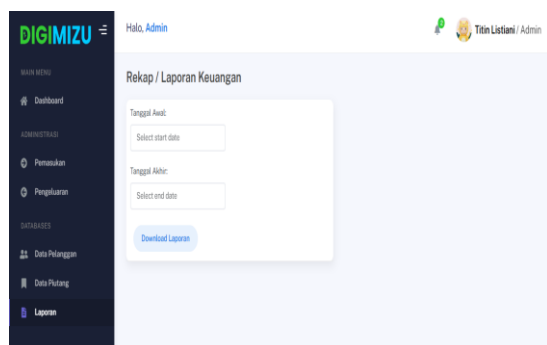 DIGIMIZU
Halo, Admin
Titin Listiani / Admin
MAIN MENU
Dashboard
ADMINISTRASI
Pemasukan
Pengeluaran
DATABASES
Data Pelanggan
Data Piutang
Laporan
Rekap / Laporan Keuangan
Tanggal Awal:
Select start date
Tanggal Akhir:
Select end date
Download Laporan